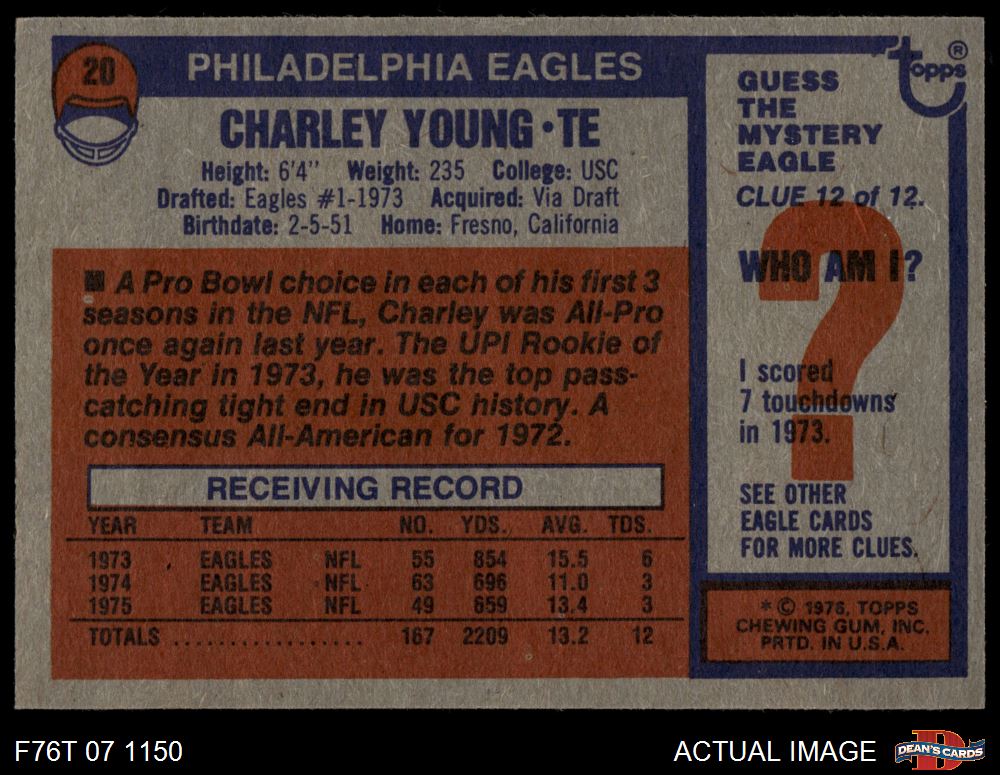 20
PHILADELPHIA EAGLES
CHARLEY YOUNG • TE
Height: 6'4" Weight: 235 College: USC
Drafted: Eagles #1-1973 Acquired: Via Draft
Birthdate: 2-5-51 Home: Fresno, California
■ A Pro Bowl choice in each of his first 3
seasons in the NFL, Charley was All-Pro
once again last year. The UPI Rookie of
the Year in 1973, he was the top pass-
catching tight end in USC history. A
consensus All-American for 1972.
RECEIVING RECORD
YEAR TEAM NO. YDS. AVG. TDS.
1973 EAGLES NFL 55 854 15.5 6
1974 EAGLES NFL 63 696 11.0 3
1975 EAGLES NFL 49 659 13.4 3
TOTALS .................. 167 2209 13.2 12
topps®
GUESS
THE
MYSTERY
EAGLE
CLUE 12 of 12.
WHO AM I?
?
I scored
7 touchdowns
in 1973.
SEE OTHER
EAGLE CARDS
FOR MORE CLUES.
* © 1976, TOPPS
CHEWING GUM, INC.
PRTD. IN U.S.A.
F76T 07 1150
ACTUAL IMAGE
D
DEAN'S CARDS